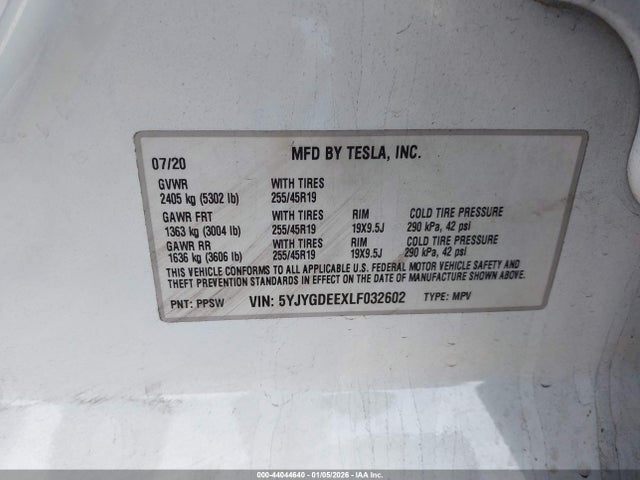 MFD BY TESLA, INC.
07/20
GVWR WITH TIRES
2405 kg (5302 lb) 255/45R19
GAWR FRT WITH TIRES RIM COLD TIRE PRESSURE
1363 kg (3004 lb) 255/45R19 19X9.5J 290 kPa, 42 psi
GAWR RR WITH TIRES RIM COLD TIRE PRESSURE
1636 kg (3606 lb) 255/45R19 19X9.5J 290 kPa, 42 psi
THIS VEHICLE CONFORMS TO ALL APPLICABLE U.S. FEDERAL MOTOR VEHICLE SAFETY AND
THEFT PREVENTION STANDARDS IN EFFECT ON THE DATE OF MANUFACTURE SHOWN ABOVE.
PNT: PPSW VIN: 5YJYGDEEXLF032602 TYPE: MPV
000-44044640 - 01/05/2026 - IAA Inc.